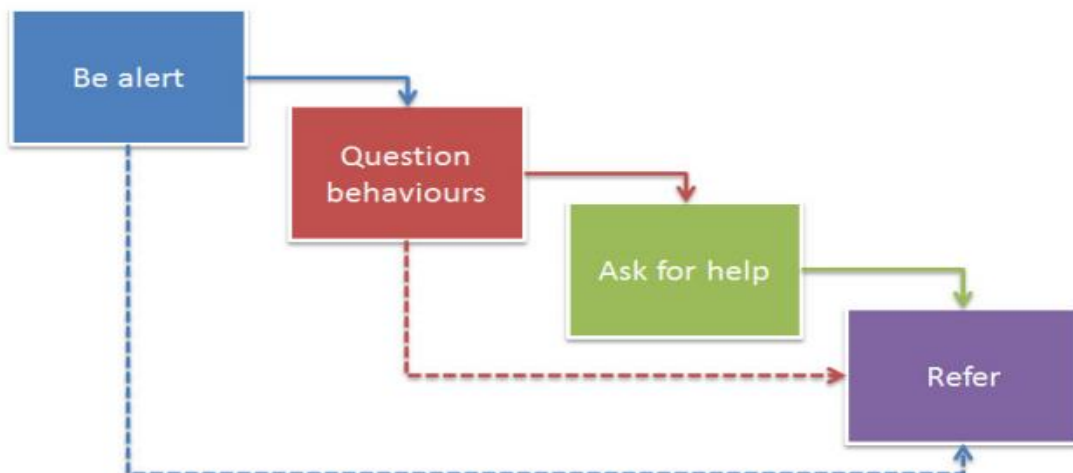 Be alert
Question
behaviours
Ask for help
Refer